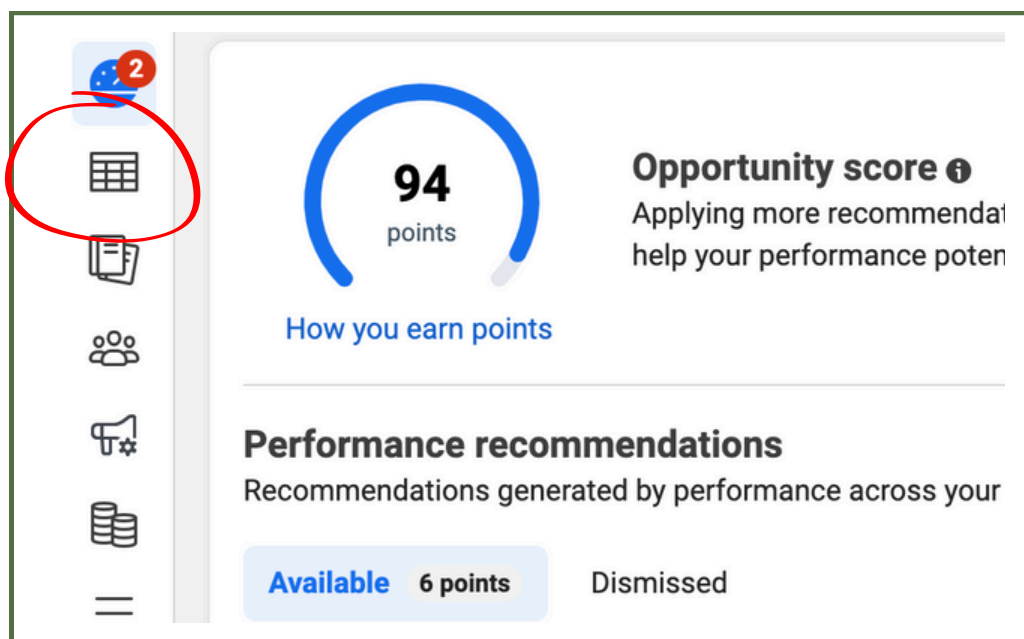 2
94
points
How you earn points
Opportunity score
Applying more recommendat
help your performance poten
Performance recommendations
Recommendations generated by performance across your
Available 6 points Dismissed